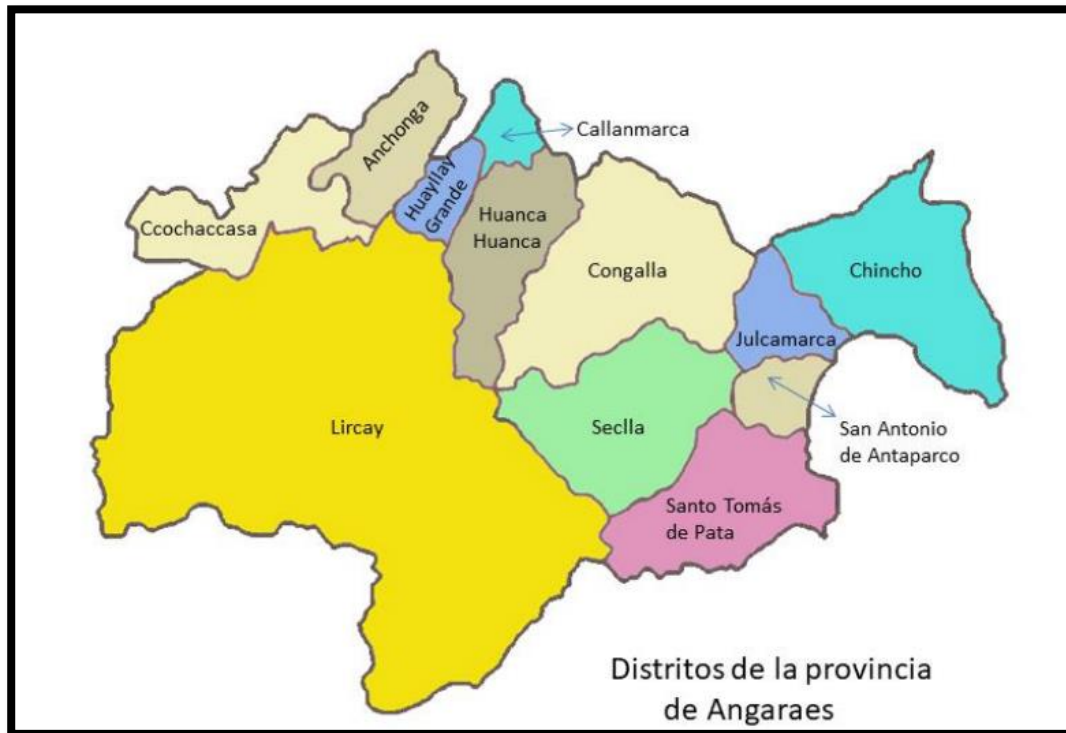 Anchonga
Callanmarca
Huayllay
Grande
Ccochaccasa
Huanca
Huanca
Congalla
Chincho
Julcamarca
Lircay
Seclla
San Antonio
de Antaparco
Santo Tomás
de Pata
Distritos de la provincia
de Angaraes